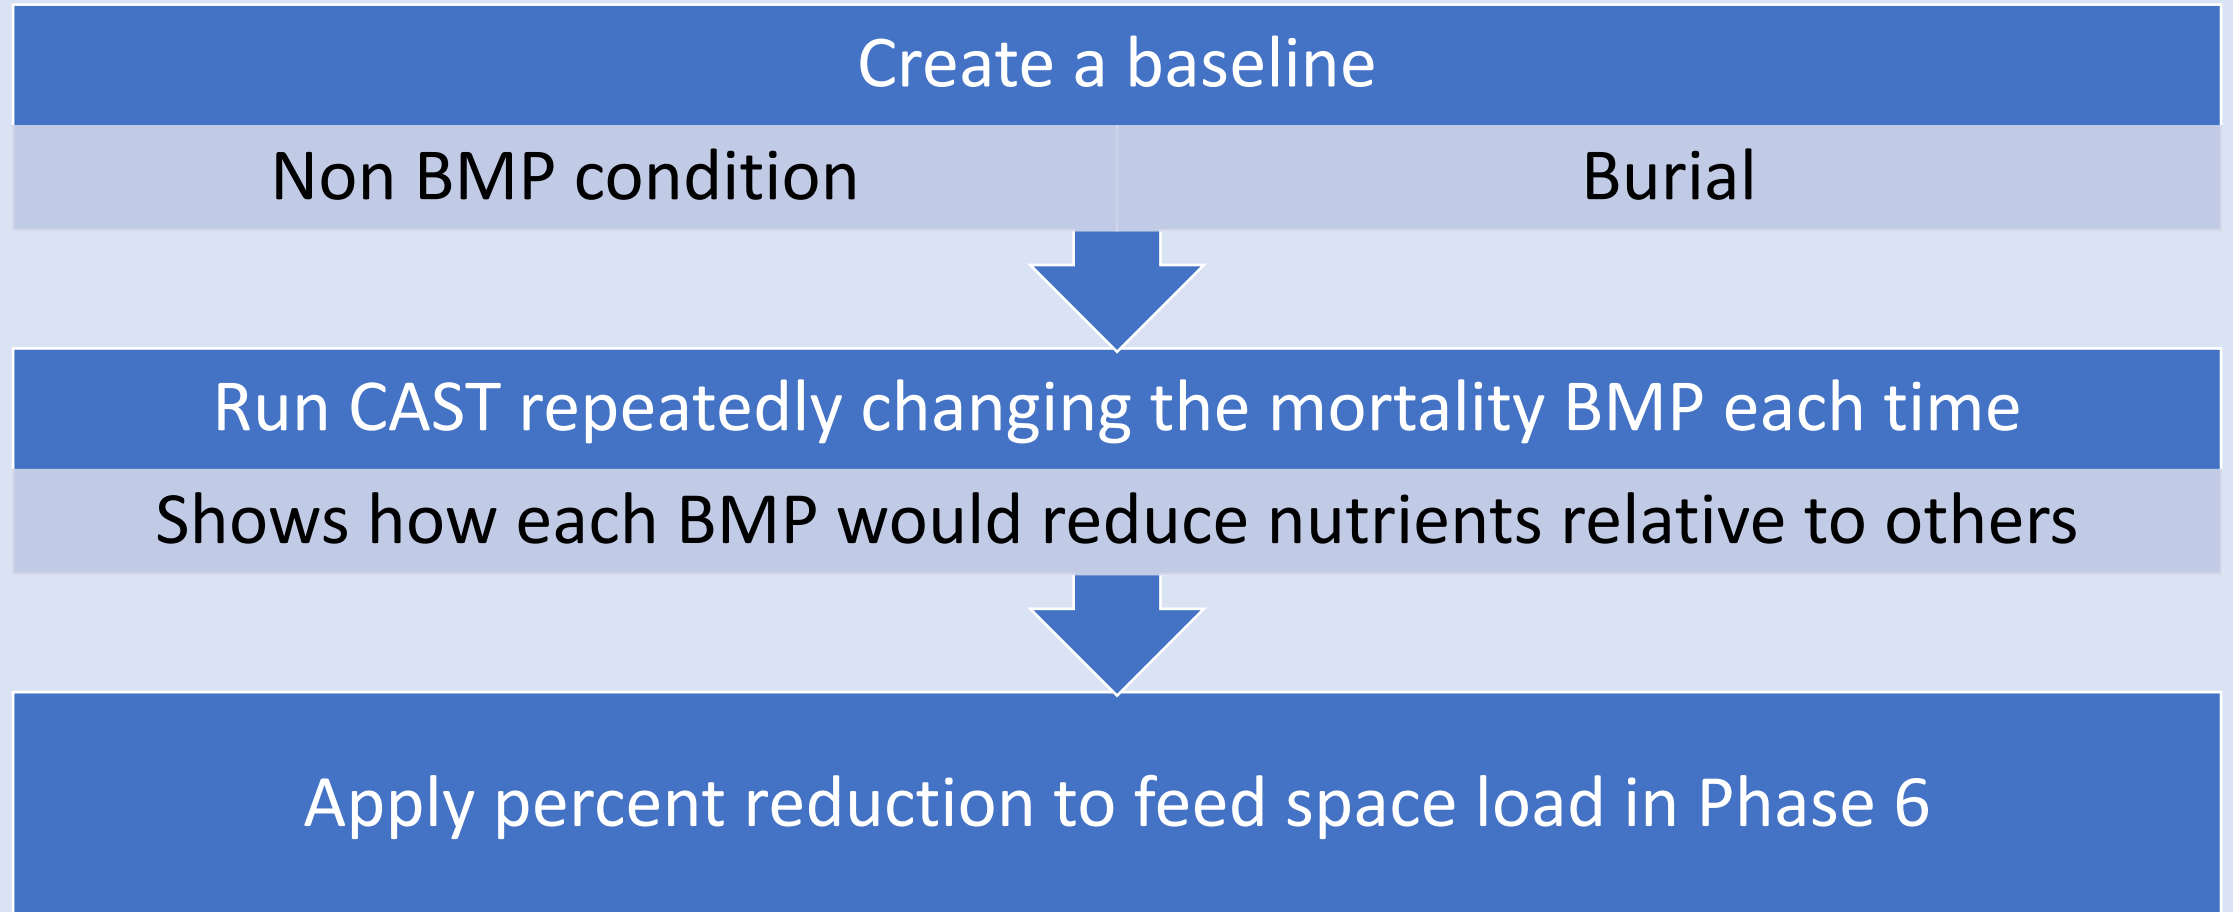 Create a baseline
Non BMP condition
Burial
Run CAST repeatedly changing the mortality BMP each time
Shows how each BMP would reduce nutrients relative to others
Apply percent reduction to feed space load in Phase 6